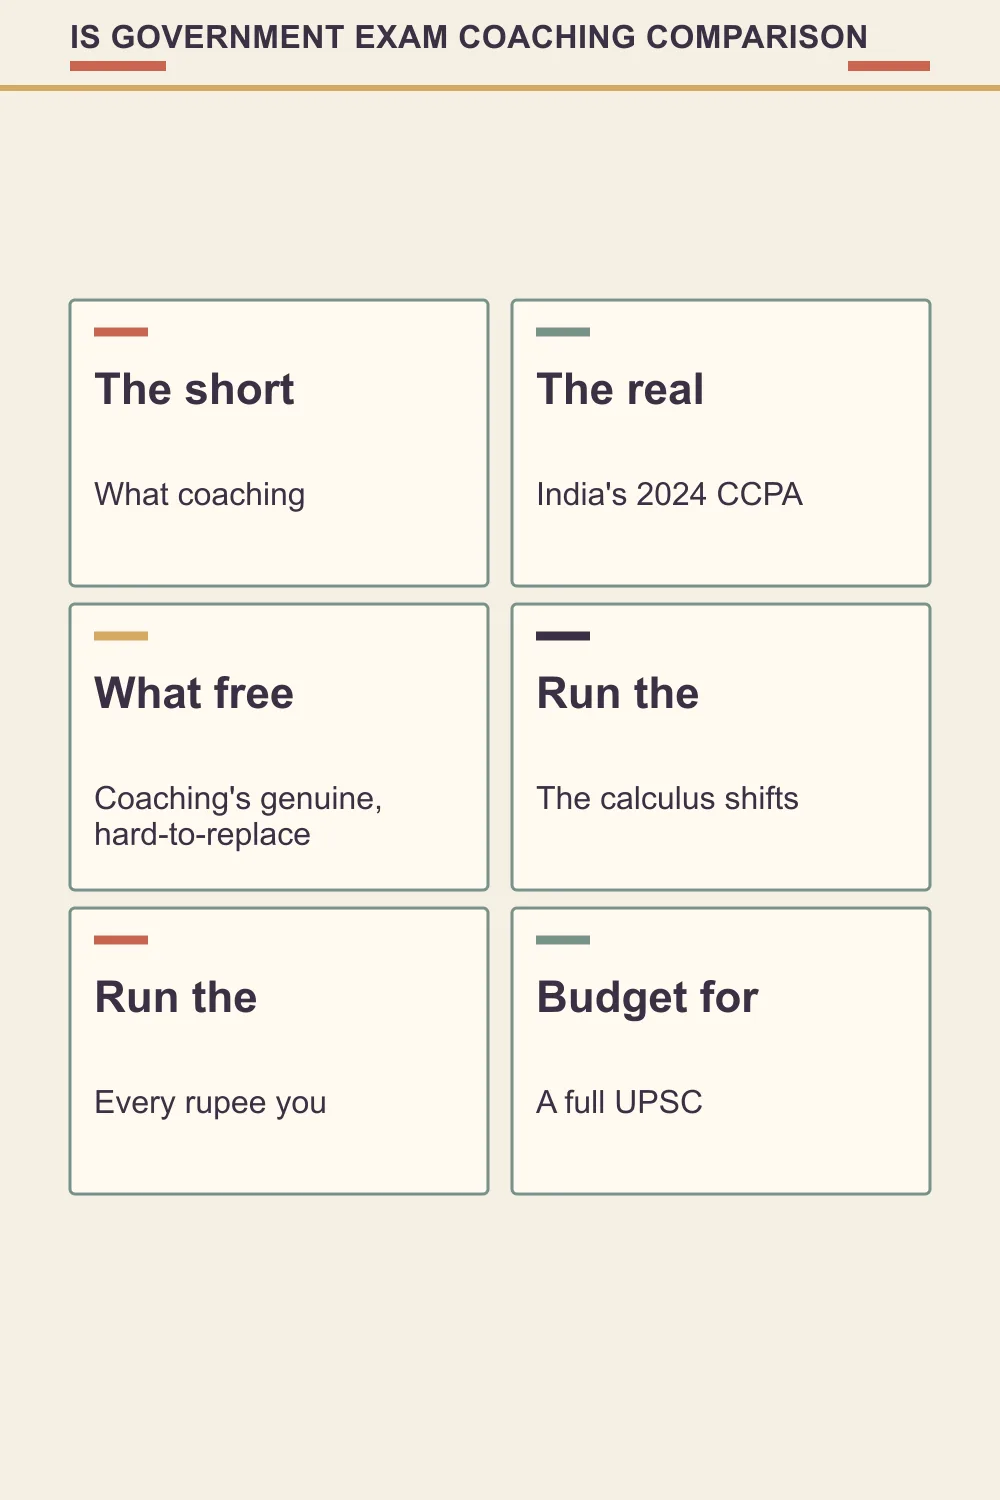 IS GOVERNMENT EXAM COACHING COMPARISON
The short
What coaching
The real
India's 2024 CCPA
What free
Coaching's genuine,
hard-to-replace
Run the
The calculus shifts
Run the
Every rupee you
Budget for
A full UPSC